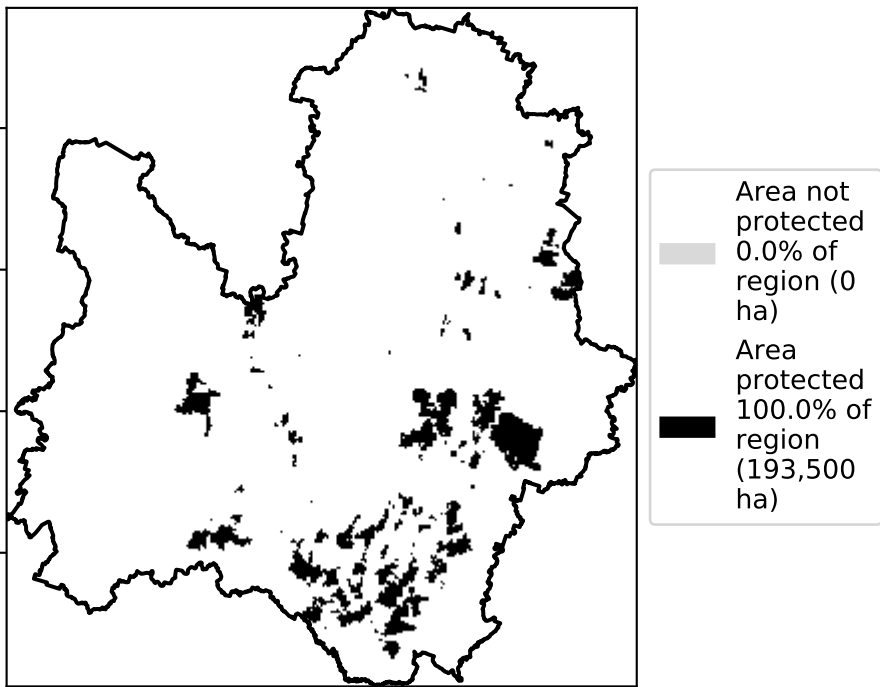 Area not
protected
0.0% of
region (0
ha)
Area
protected
100.0% of
region
(193,500
ha)